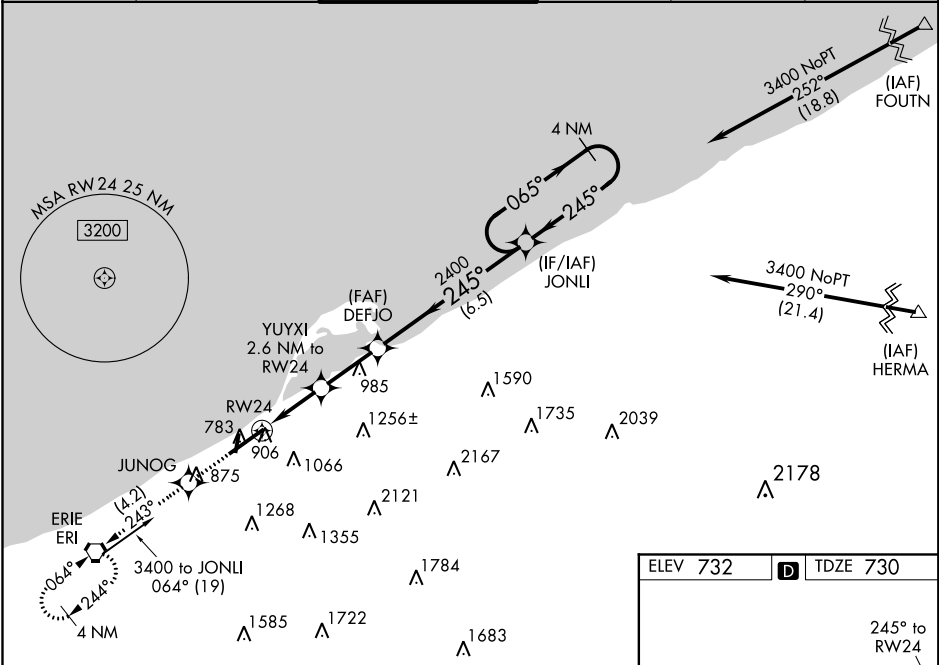 3400 NoPT
252°
(18.8)
(IAF)
FOUTN
4 NM
065°
245°
MSA RW24 25 NM
3200
(IF/IAF)
JONLI
2400
245°
(6.5)
3400 NoPT
290°
(21.4)
(IAF)
HERMA
(FAF)
DEFJO
YUYXI
2.6 NM to
RW24
985
1590
RW24
783
906
1256±
1735
2039
1066
2167
JUNOG
875
2178
(4.2)
243°
2121
1268
1355
ERIE
ERI
3400 to JONLI
064° (19)
064°
244°
4 NM
1784
1585
1722
1683
ELEV 732
D
TDZE 730
245° to
RW24